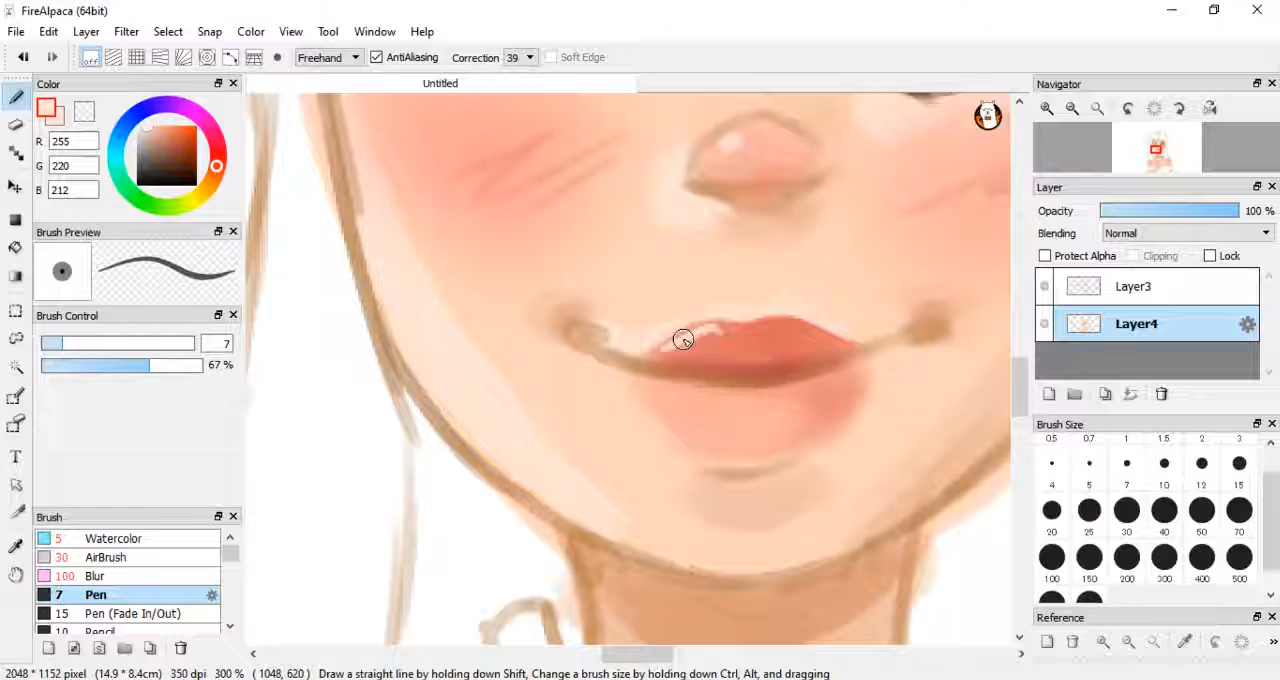 FireAlpaca (64bit)
File Edit Layer Filter Select Snap Color View Tool Window Help
off Freehand AntiAliasing Correction 39 Soft Edge
Color
Untitled
Navigator
R 255
G 220
B 212
Layer
Opacity 100 %
Brush Preview
Blending Normal
Protect Alpha Clipping Lock
Layer3
Brush Control
Layer4
7
67 %
Brush Size
0.5 0.7 1 1.5 2 3
4 5 7 10 12 15
20 25 30 40 50 70
100 150 200 300 400 500
Brush
5 Watercolor
30 AirBrush
100 Blur
7 Pen
15 Pen (Fade In/Out)
10 Pencil
Reference
2048 * 1152 pixel (14.9 * 8.4cm) 350 dpi 300 % ( 1048, 620 ) Draw a straight line by holding down Shift, Change a brush size by holding down Ctrl, Alt, and dragging